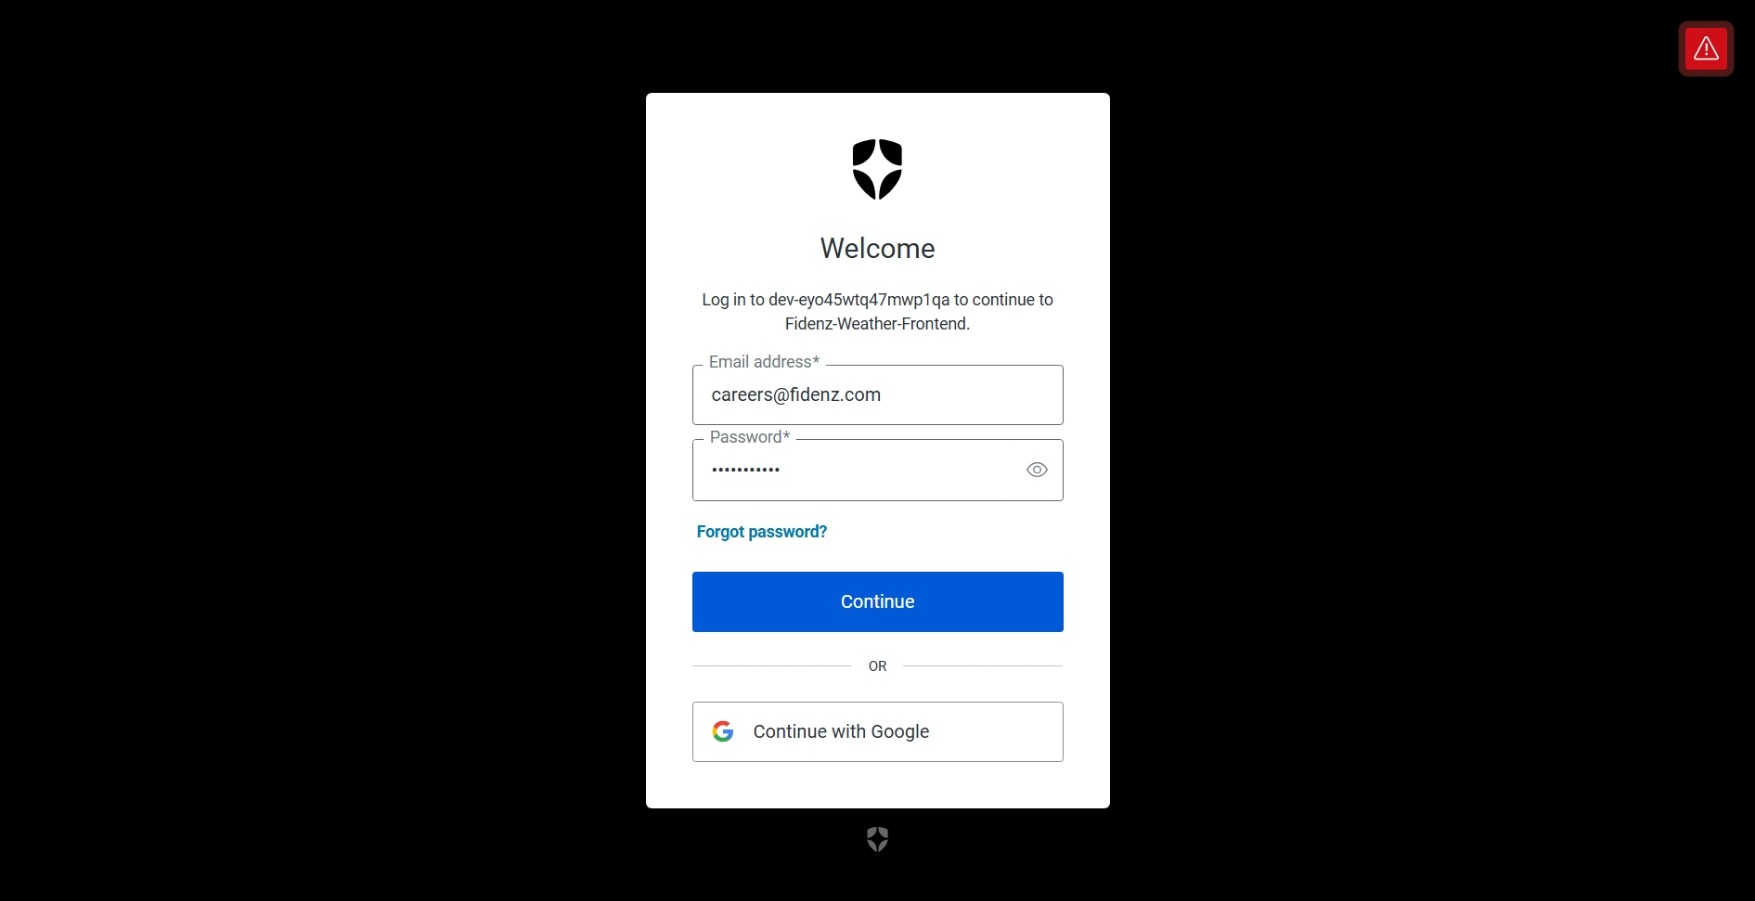 Welcome
Log in to dev-eyo45wtq47mwp1qa to continue to
Fidenz-Weather-Frontend.
Email address*
careers@fidenz.com
Password*
•••••••••••
Forgot password?
Continue
OR
Continue with Google